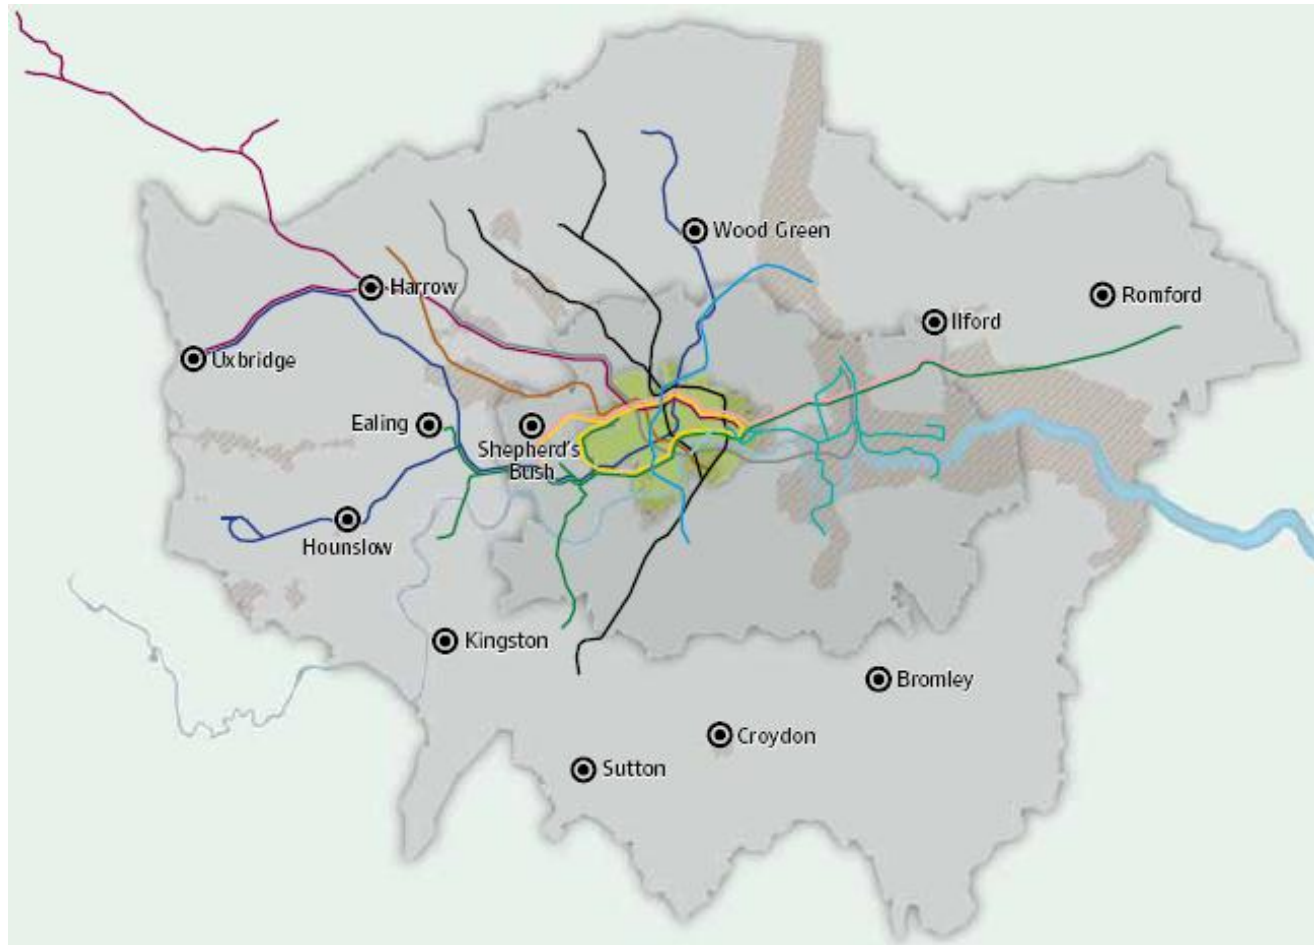 Wood Green
Harrow
Romford
Ilford
Uxbridge
Ealing
Shepherd's
Bush
Hounslow
Kingston
Bromley
Croydon
Sutton